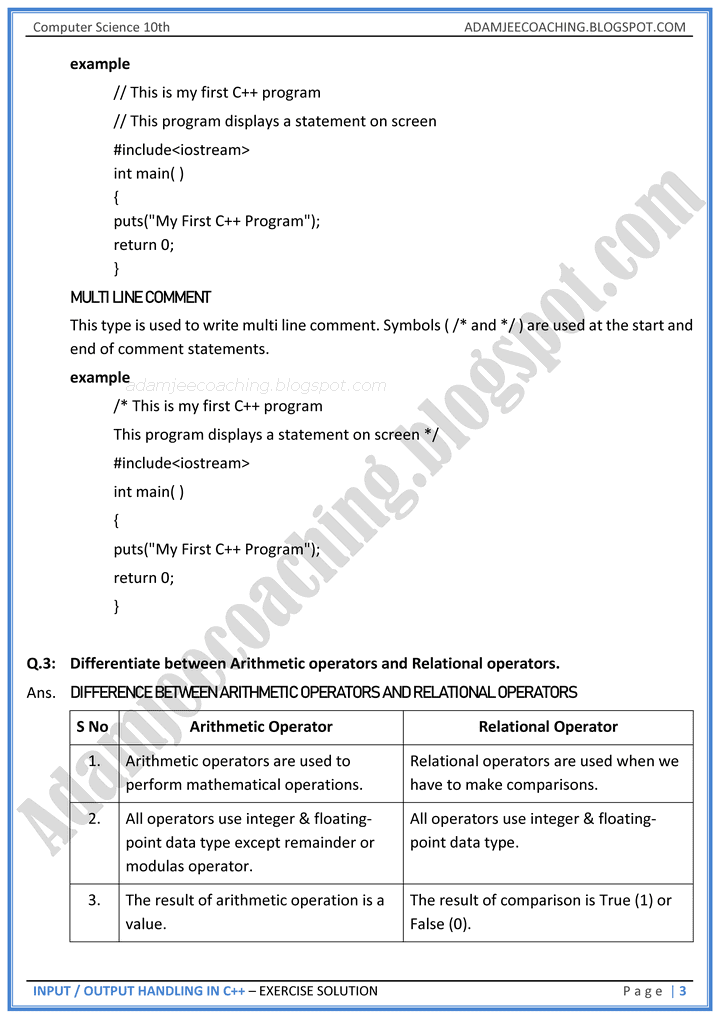 Computer Science 10th ADAMJEECOACHING.BLOGSPOT.COM
example
// This is my first C++ program
// This program displays a statement on screen
#include<iostream>
int main( )
{
puts("My First C++ Program");
return 0;
}
MULTI LINE COMMENT
This type is used to write multi line comment. Symbols ( /* and */ ) are used at the start and
end of comment statements.
example
adamjeecoaching.blogspot.com
/* This is my first C++ program
This program displays a statement on screen */
#include<iostream>
int main( )
{
puts("My First C++ Program");
return 0;
}
Adamjeecoaching.blogspot.com
Q.3: Differentiate between Arithmetic operators and Relational operators.
Ans. DIFFERENCE BETWEEN ARITHMETIC OPERATORS AND RELATIONAL OPERATORS
S No Arithmetic Operator Relational Operator
1. Arithmetic operators are used to Relational operators are used when we
perform mathematical operations. have to make comparisons.
2. All operators use integer & floating- All operators use integer & floating-
point data type except remainder or point data type.
modulas operator.
3. The result of arithmetic operation is a The result of comparison is True (1) or
value. False (0).
INPUT / OUTPUT HANDLING IN C++ – EXERCISE SOLUTION Page | 3